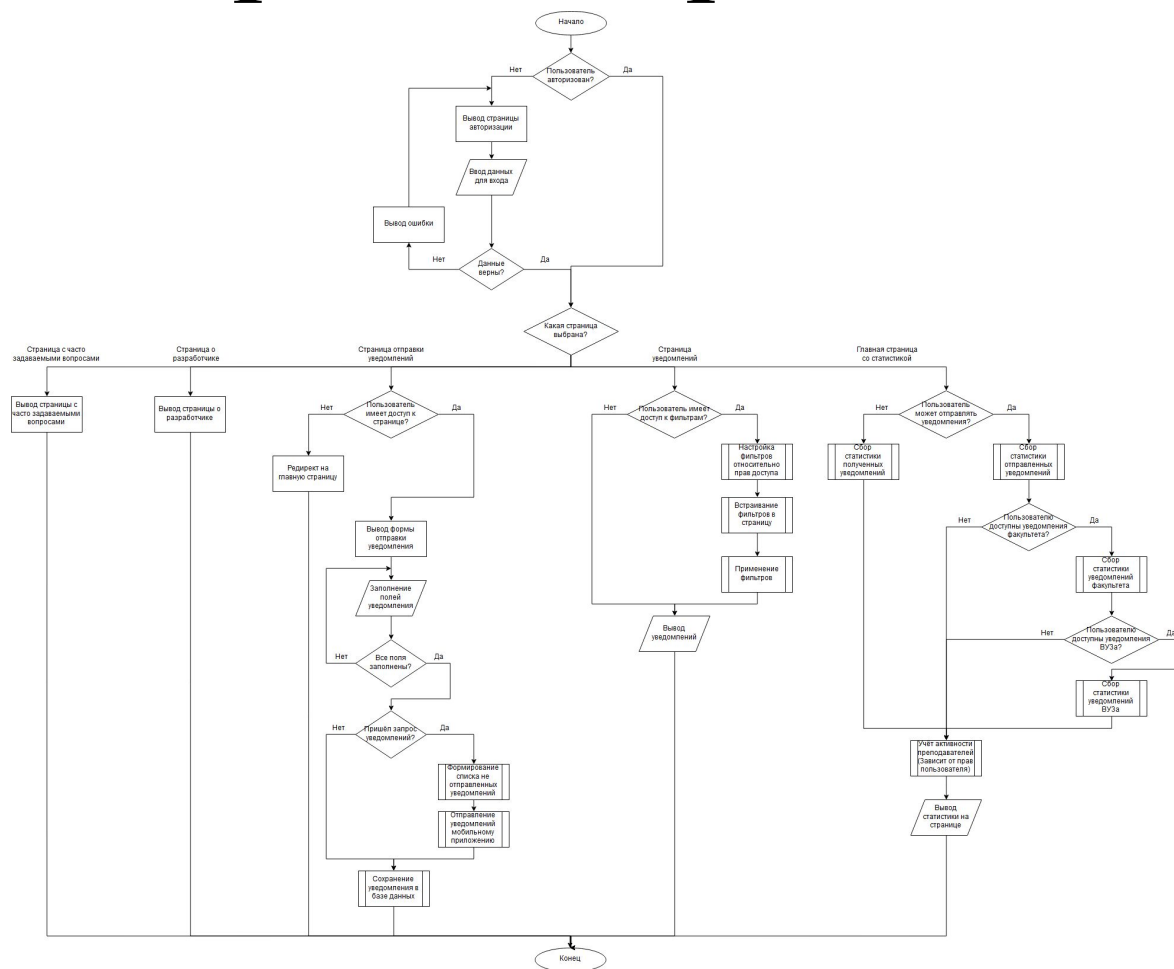 Начало
Нет
Пользователь
авторизован?
Да
Вывод страницы
авторизации
Ввод данных
для входа
Вывод ошибки
Нет
Данные
верны?
Да
Какая страница
выбрана?
Страница с часто
задаваемыми вопросами
Страница о
разработчике
Страница отправки
уведомлений
Страница
уведомлений
Главная страница
со статистикой
Вывод страницы с
часто задаваемыми
вопросами
Вывод страницы о
разработчике
Нет
Пользователь
имеет доступ к
странице?
Да
Редирект на
главную страницу
Вывод формы
отправки
уведомления
Заполнение
полей
уведомления
Нет
Все поля
заполнены?
Да
Нет
Пришёл запрос
уведомлений?
Да
Формирование
списка не
отправленных
уведомлений
Отправление
уведомлений
мобильному
приложению
Сохранение
уведомления в
базе данных
Нет
Пользователь имеет
доступ к фильтрам?
Да
Настройка
фильтров
относительно
прав доступа
Встраивание
фильтров в
страницу
Применение
фильтров
Вывод
уведомлений
Нет
Пользователь
может отправлять
уведомления?
Да
Сбор
статистики
полученных
уведомлений
Сбор
статистики
отправленных
уведомлений
Нет
Пользователю
доступны уведомления
факультета?
Да
Сбор
статистики
уведомлений
факультета
Нет
Пользователю
доступны уведомления
ВУЗа?
Да
Сбор
статистики
уведомлений
ВУЗа
Учёт активности
преподавателей
(Зависит от прав
пользователя)
Вывод
статистики на
странице
Конец